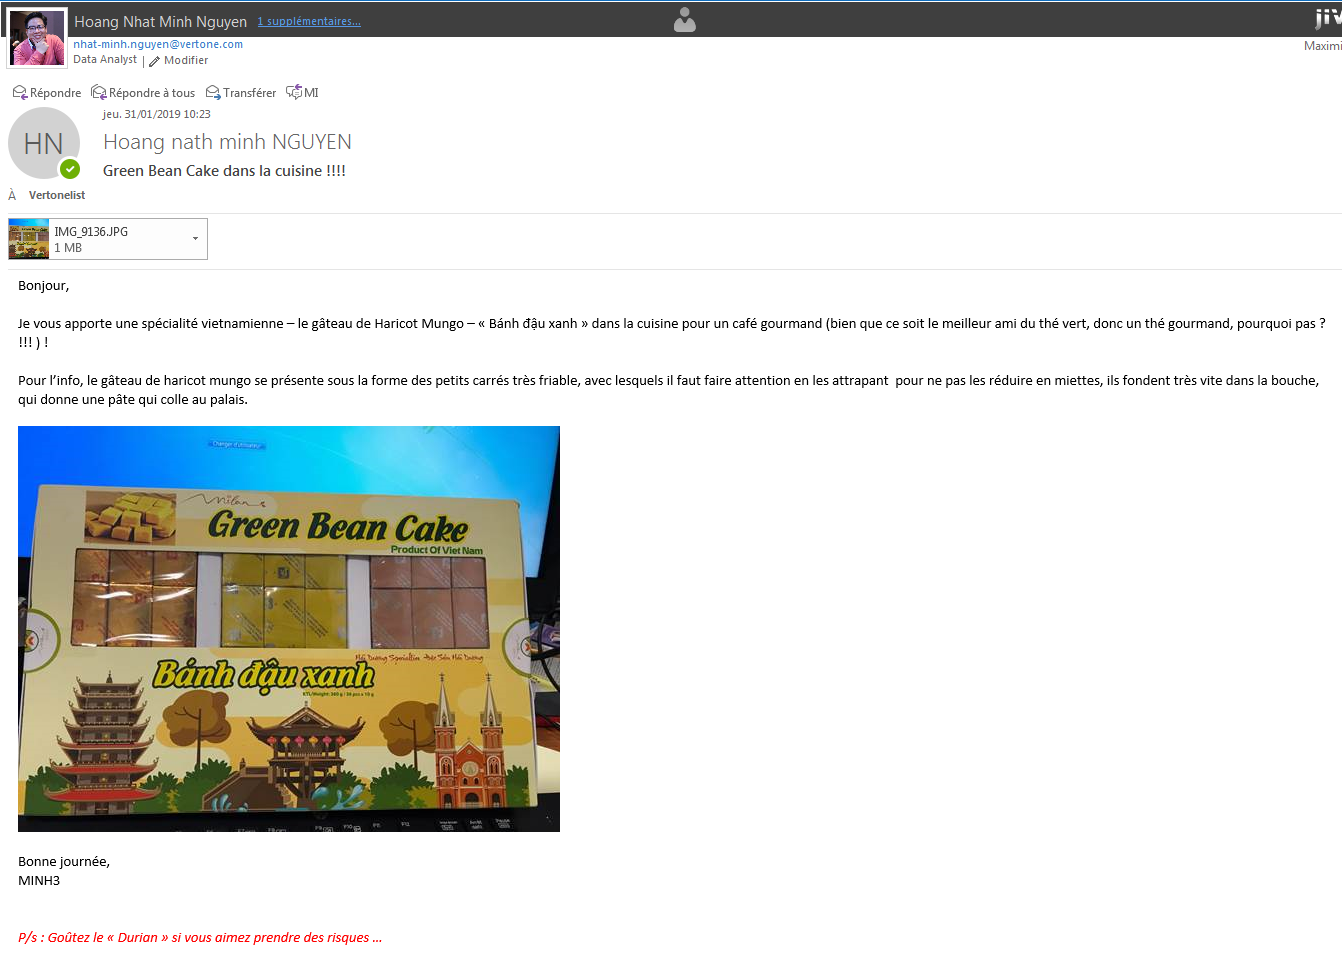 Hoang Nhat Minh Nguyen 1 supplémentaires...
jiv
nhat-minh.nguyen@vertone.com
Maximi
Data Analyst | Modifier
Répondre Répondre à tous Transférer MI
jeu. 31/01/2019 10:23
HN
Hoang nath minh NGUYEN
Green Bean Cake dans la cuisine !!!!
À Vertonelist
IMG_9136.JPG
1 MB
Bonjour,
Je vous apporte une spécialité vietnamienne – le gâteau de Haricot Mungo – « Bánh đậu xanh » dans la cuisine pour un café gourmand (bien que ce soit le meilleur ami du thé vert, donc un thé gourmand, pourquoi pas ?
!!! ) !
Pour l’info, le gâteau de haricot mungo se présente sous la forme des petits carrés très friable, avec lesquels il faut faire attention en les attrapant  pour ne pas les réduire en miettes, ils fondent très vite dans la bouche,
qui donne une pâte qui colle au palais.
Changer d'utilisateur
Milan
Green Bean Cake
Product Of Viet Nam
Bánh đậu xanh
Bonne journée,
MINH3
P/s : Goûtez le « Durian » si vous aimez prendre des risques ...